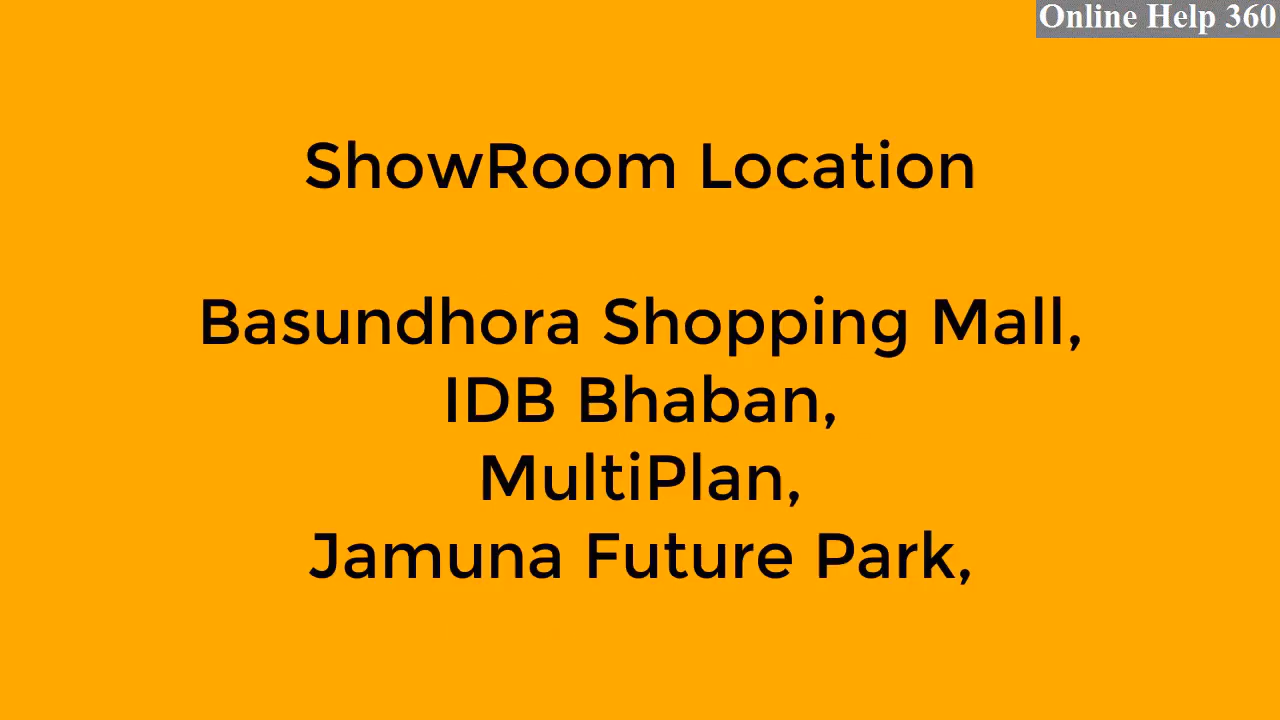 Online Help 360
ShowRoom Location
Basundhora Shopping Mall,
IDB Bhaban,
MultiPlan,
Jamuna Future Park,